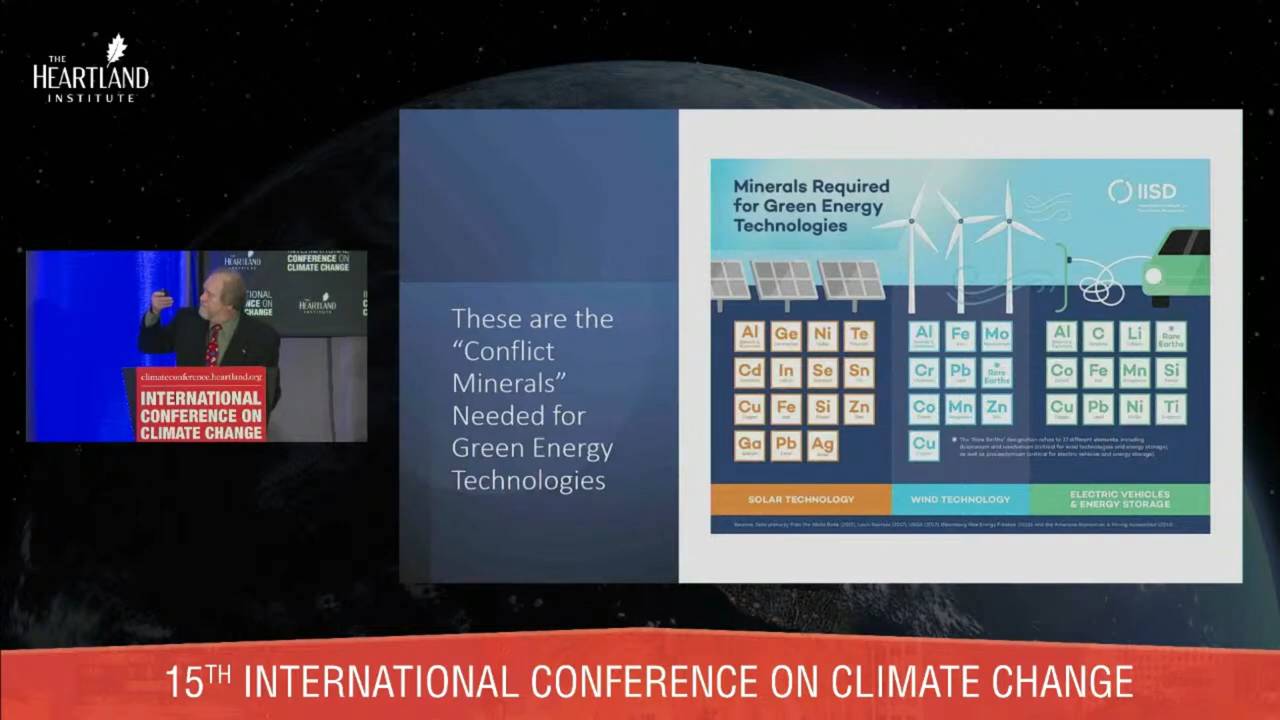 THE
HEARTLAND
INSTITUTE
HEARTLAND
CONFERENCE ON
CLIMATE CHANGE
HEARTLAND
climateconference.heartland.org
INTERNATIONAL
CONFERENCE ON
CLIMATE CHANGE
These are the
“Conflict
Minerals”
Needed for
Green Energy
Technologies
Minerals Required
for Green Energy
Technologies
IISD
Al Ge Ni Te
Cd In Se Sn
Cu Fe Si Zn
Ga Pb Ag
SOLAR TECHNOLOGY
Al Fe Mo
Cr Pb Rare Earths
Co Mn Zn
Cu
WIND TECHNOLOGY
Al C Li Rare Earths
Co Fe Mn Si
Cu Pb Ni Ti
ELECTRIC VEHICLES
& ENERGY STORAGE
15TH INTERNATIONAL CONFERENCE ON CLIMATE CHANGE